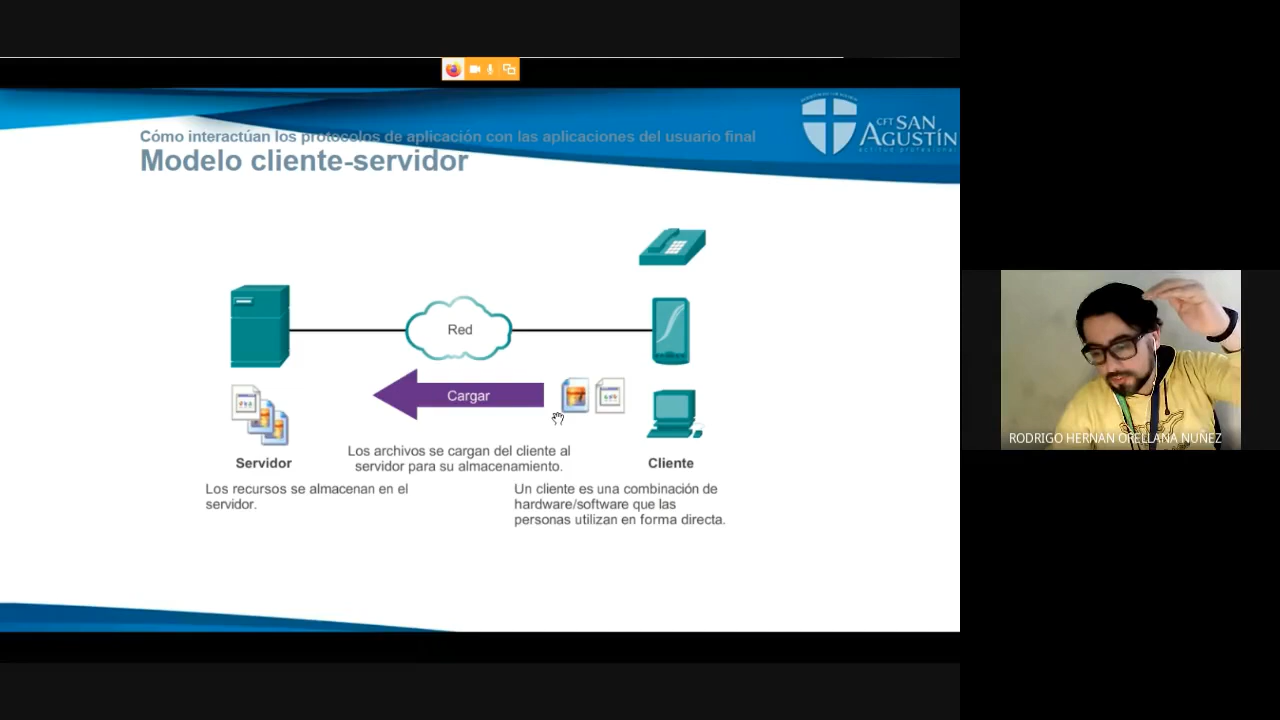 Cómo interactúan los protocolos de aplicación con las aplicaciones del usuario final
Modelo cliente-servidor
CFT SAN
AGUSTÍN
Red
Cargar
Los archivos se cargan del cliente al
servidor para su almacenamiento.
Servidor
Cliente
Los recursos se almacenan en el
servidor.
Un cliente es una combinación de
hardware/software que las
personas utilizan en forma directa.
RODRIGO HERNAN ORELLANA NUÑEZ